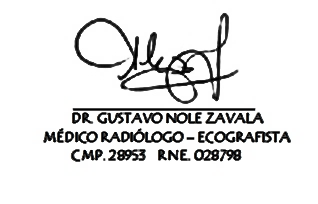 DR. GUSTAVO NOLE ZAVALA
MÉDICO RADIÓLOGO – ECOGRAFISTA
CMP. 28953 RNE. 028798